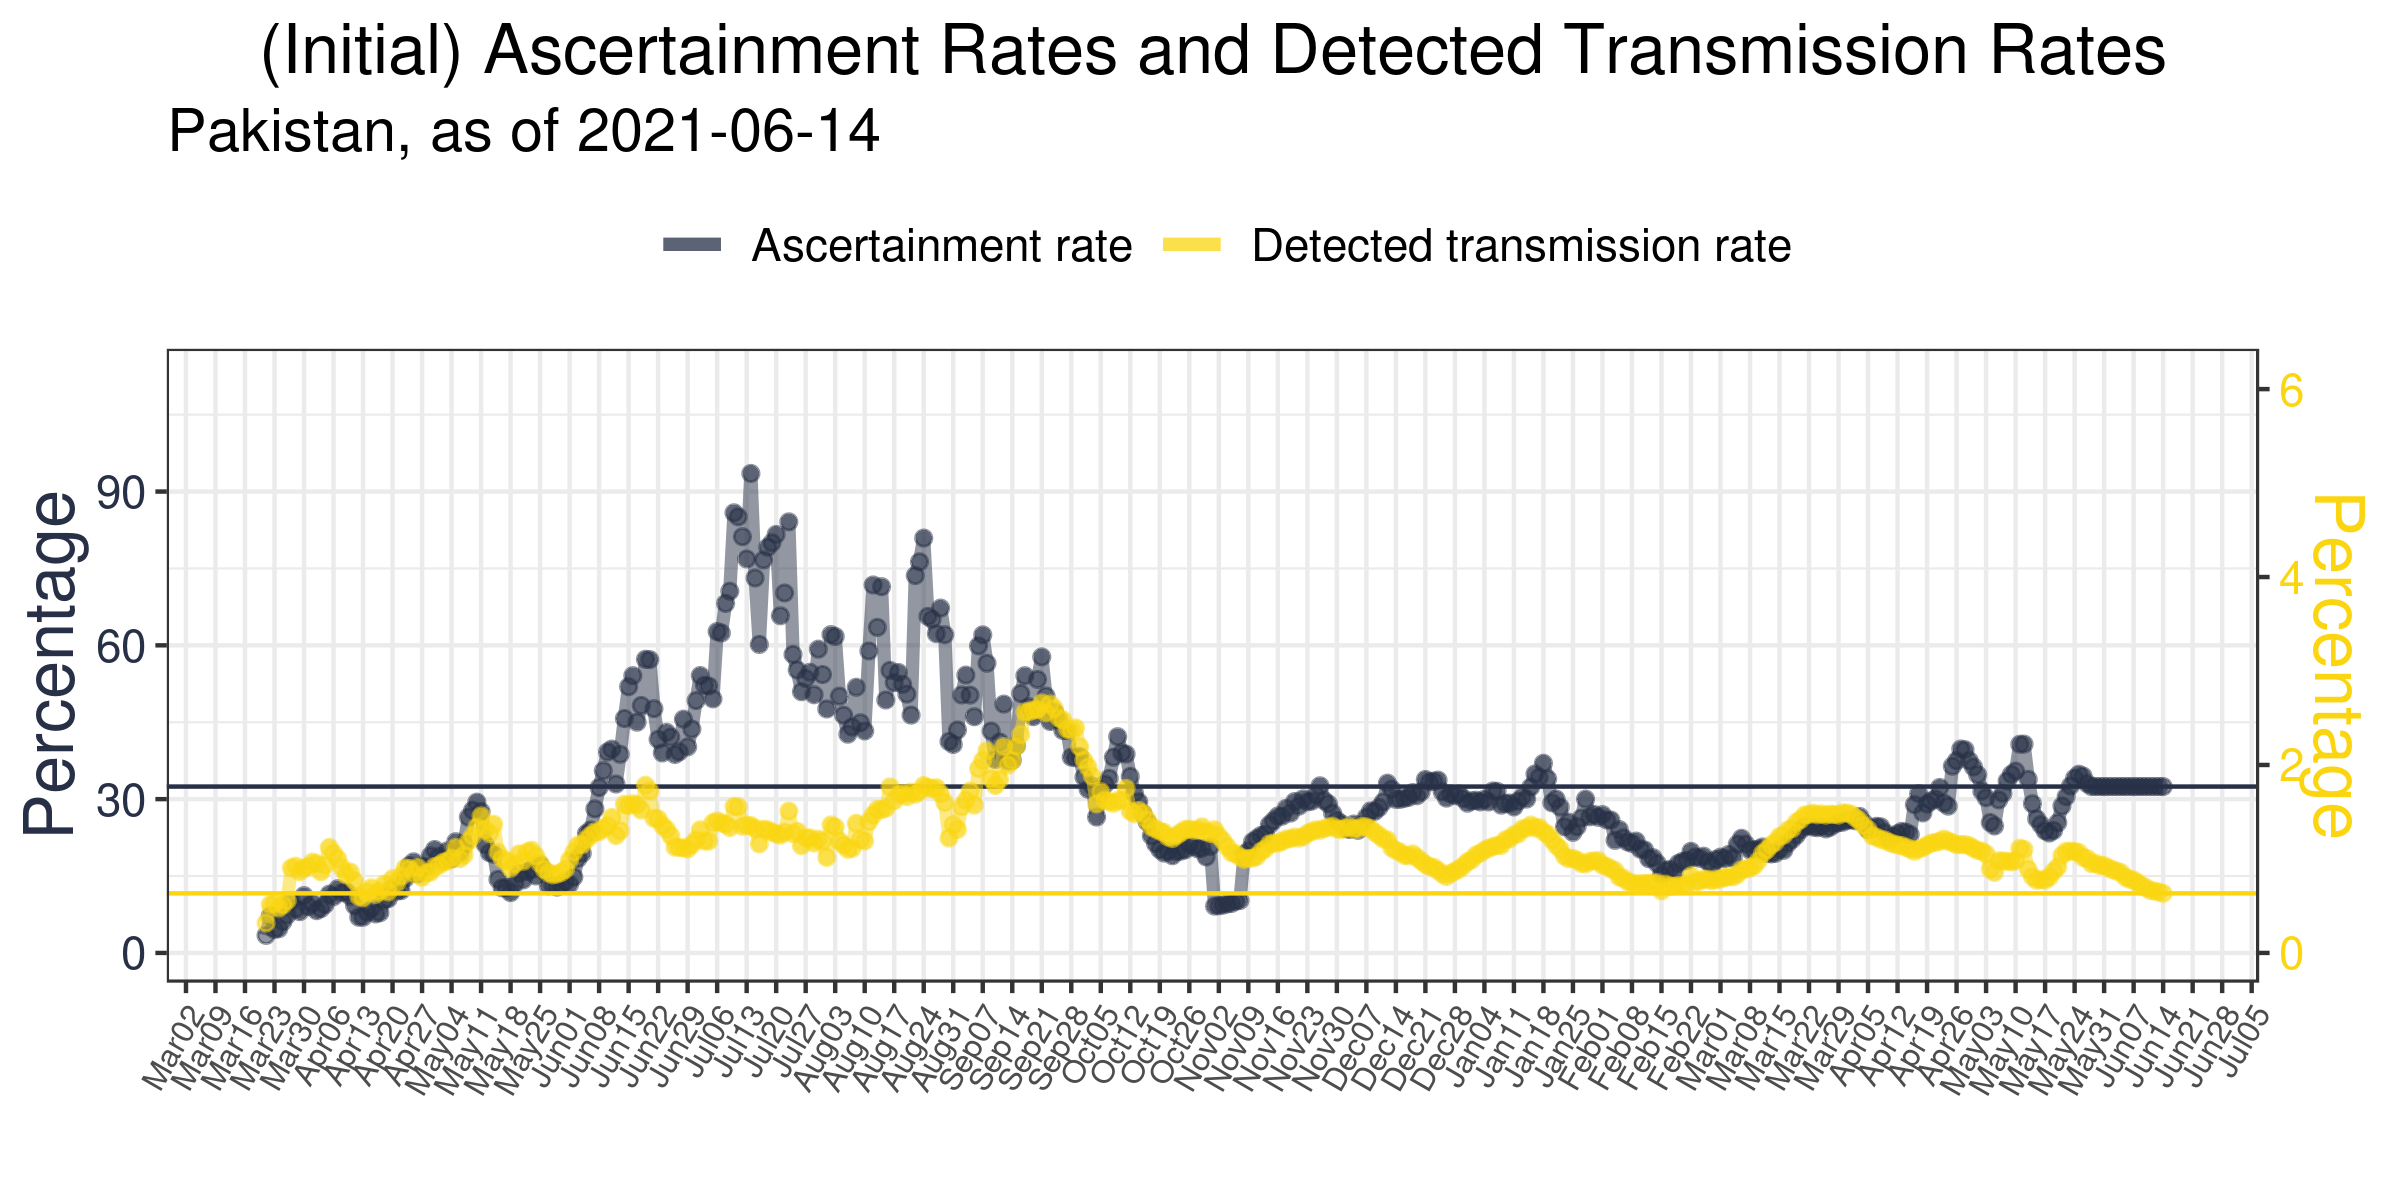 (Initial) Ascertainment Rates and Detected Transmission Rates
Pakistan, as of 2021-06-14
Ascertainment rate
Detected transmission rate
Percentage
90
60
30
0
6
4
2
0
Percentage
Mar02
Mar09
Mar16
Mar23
Mar30
Apr06
Apr13
Apr20
Apr27
May04
May11
May18
May25
Jun01
Jun08
Jun15
Jun22
Jun29
Jul06
Jul13
Jul20
Jul27
Aug03
Aug10
Aug17
Aug24
Aug31
Sep07
Sep14
Sep21
Sep28
Oct05
Oct12
Oct19
Oct26
Nov02
Nov09
Nov16
Nov23
Nov30
Dec07
Dec14
Dec21
Dec28
Jan04
Jan11
Jan18
Jan25
Feb01
Feb08
Feb15
Feb22
Mar01
Mar08
Mar15
Mar22
Mar29
Apr05
Apr12
Apr19
Apr26
May03
May10
May17
May24
May31
Jun07
Jun14
Jun21
Jun28
Jul05